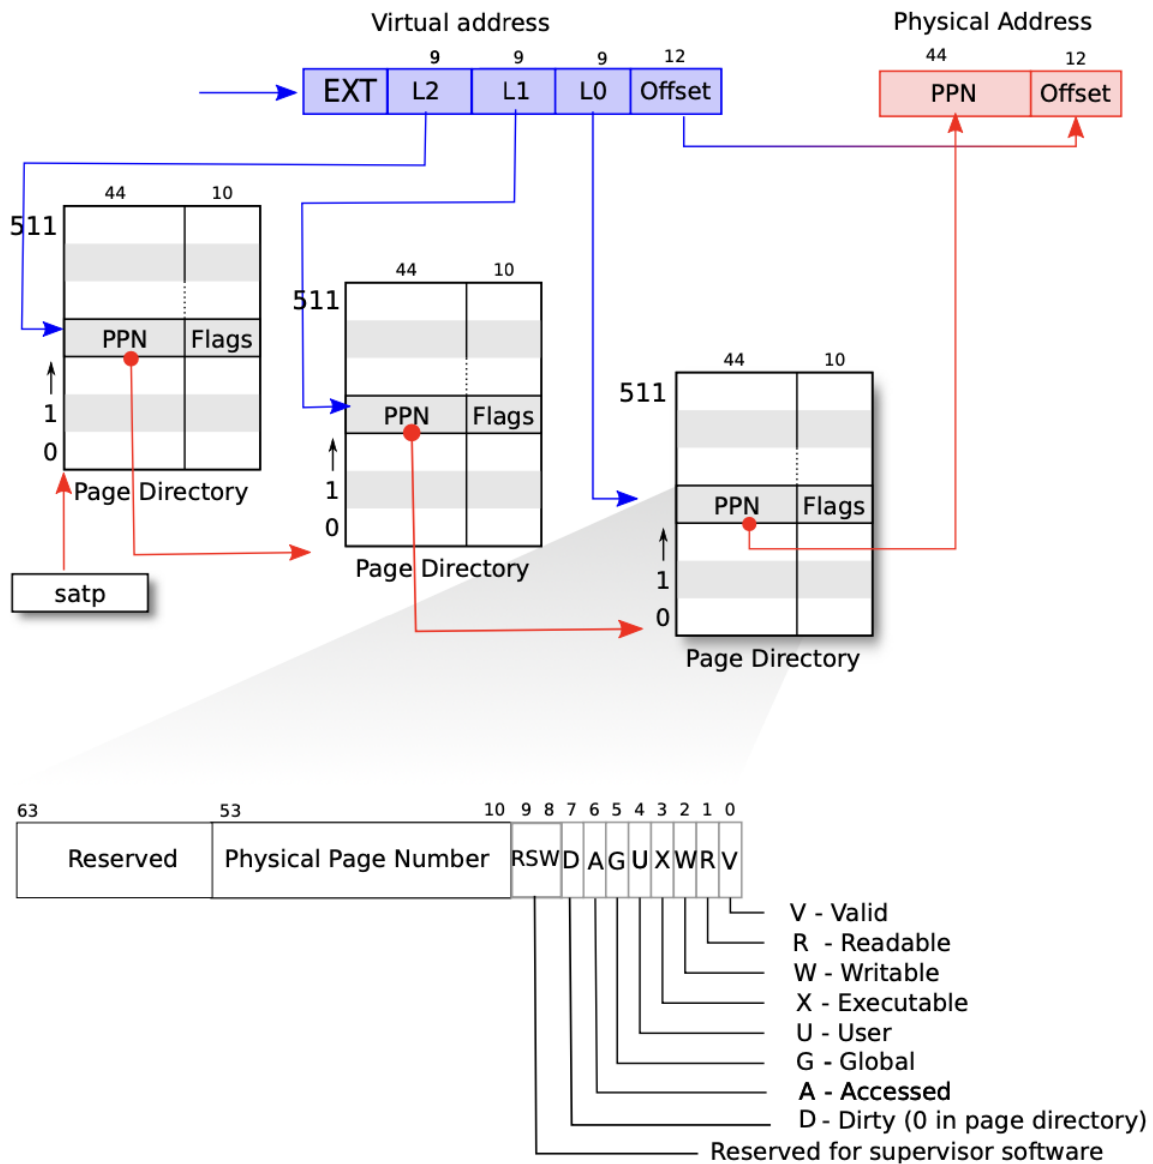 Virtual address
Physical Address
9 9 9 12
44 12
EXT L2 L1 L0 Offset
PPN Offset
44 10
511
PPN Flags
1
0
Page Directory
satp
44 10
511
PPN Flags
1
0
Page Directory
44 10
511
PPN Flags
1
0
Page Directory
63 53 10 9 8 7 6 5 4 3 2 1 0
Reserved Physical Page Number RSW D A G U X W R V
V - Valid
R - Readable
W - Writable
X - Executable
U - User
G - Global
A - Accessed
D - Dirty (0 in page directory)
Reserved for supervisor software